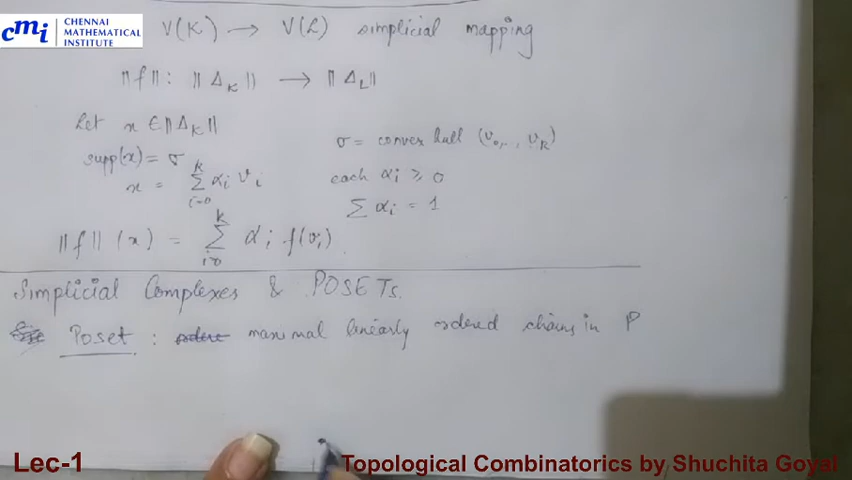 cmi CHENNAI MATHEMATICAL INSTITUTE
V(K) → V(L) simplicial mapping
‖f‖ : ‖Δ_K‖ → ‖Δ_L‖
Let x ∈ ‖Δ_K‖
supp(x) = σ σ = convex hull (v_0, .., v_k)
x = Σ_{i=0}^{k} α_i v_i each α_i ≥ 0
Σ α_i = 1
‖f‖(x) = Σ_{i=0}^{k} α_i f(v_i)
Simplicial Complexes & POSETs.
Poset : maximal linearly ordered chains in P
Lec-1 Topological Combinatorics by Shuchita Goyal